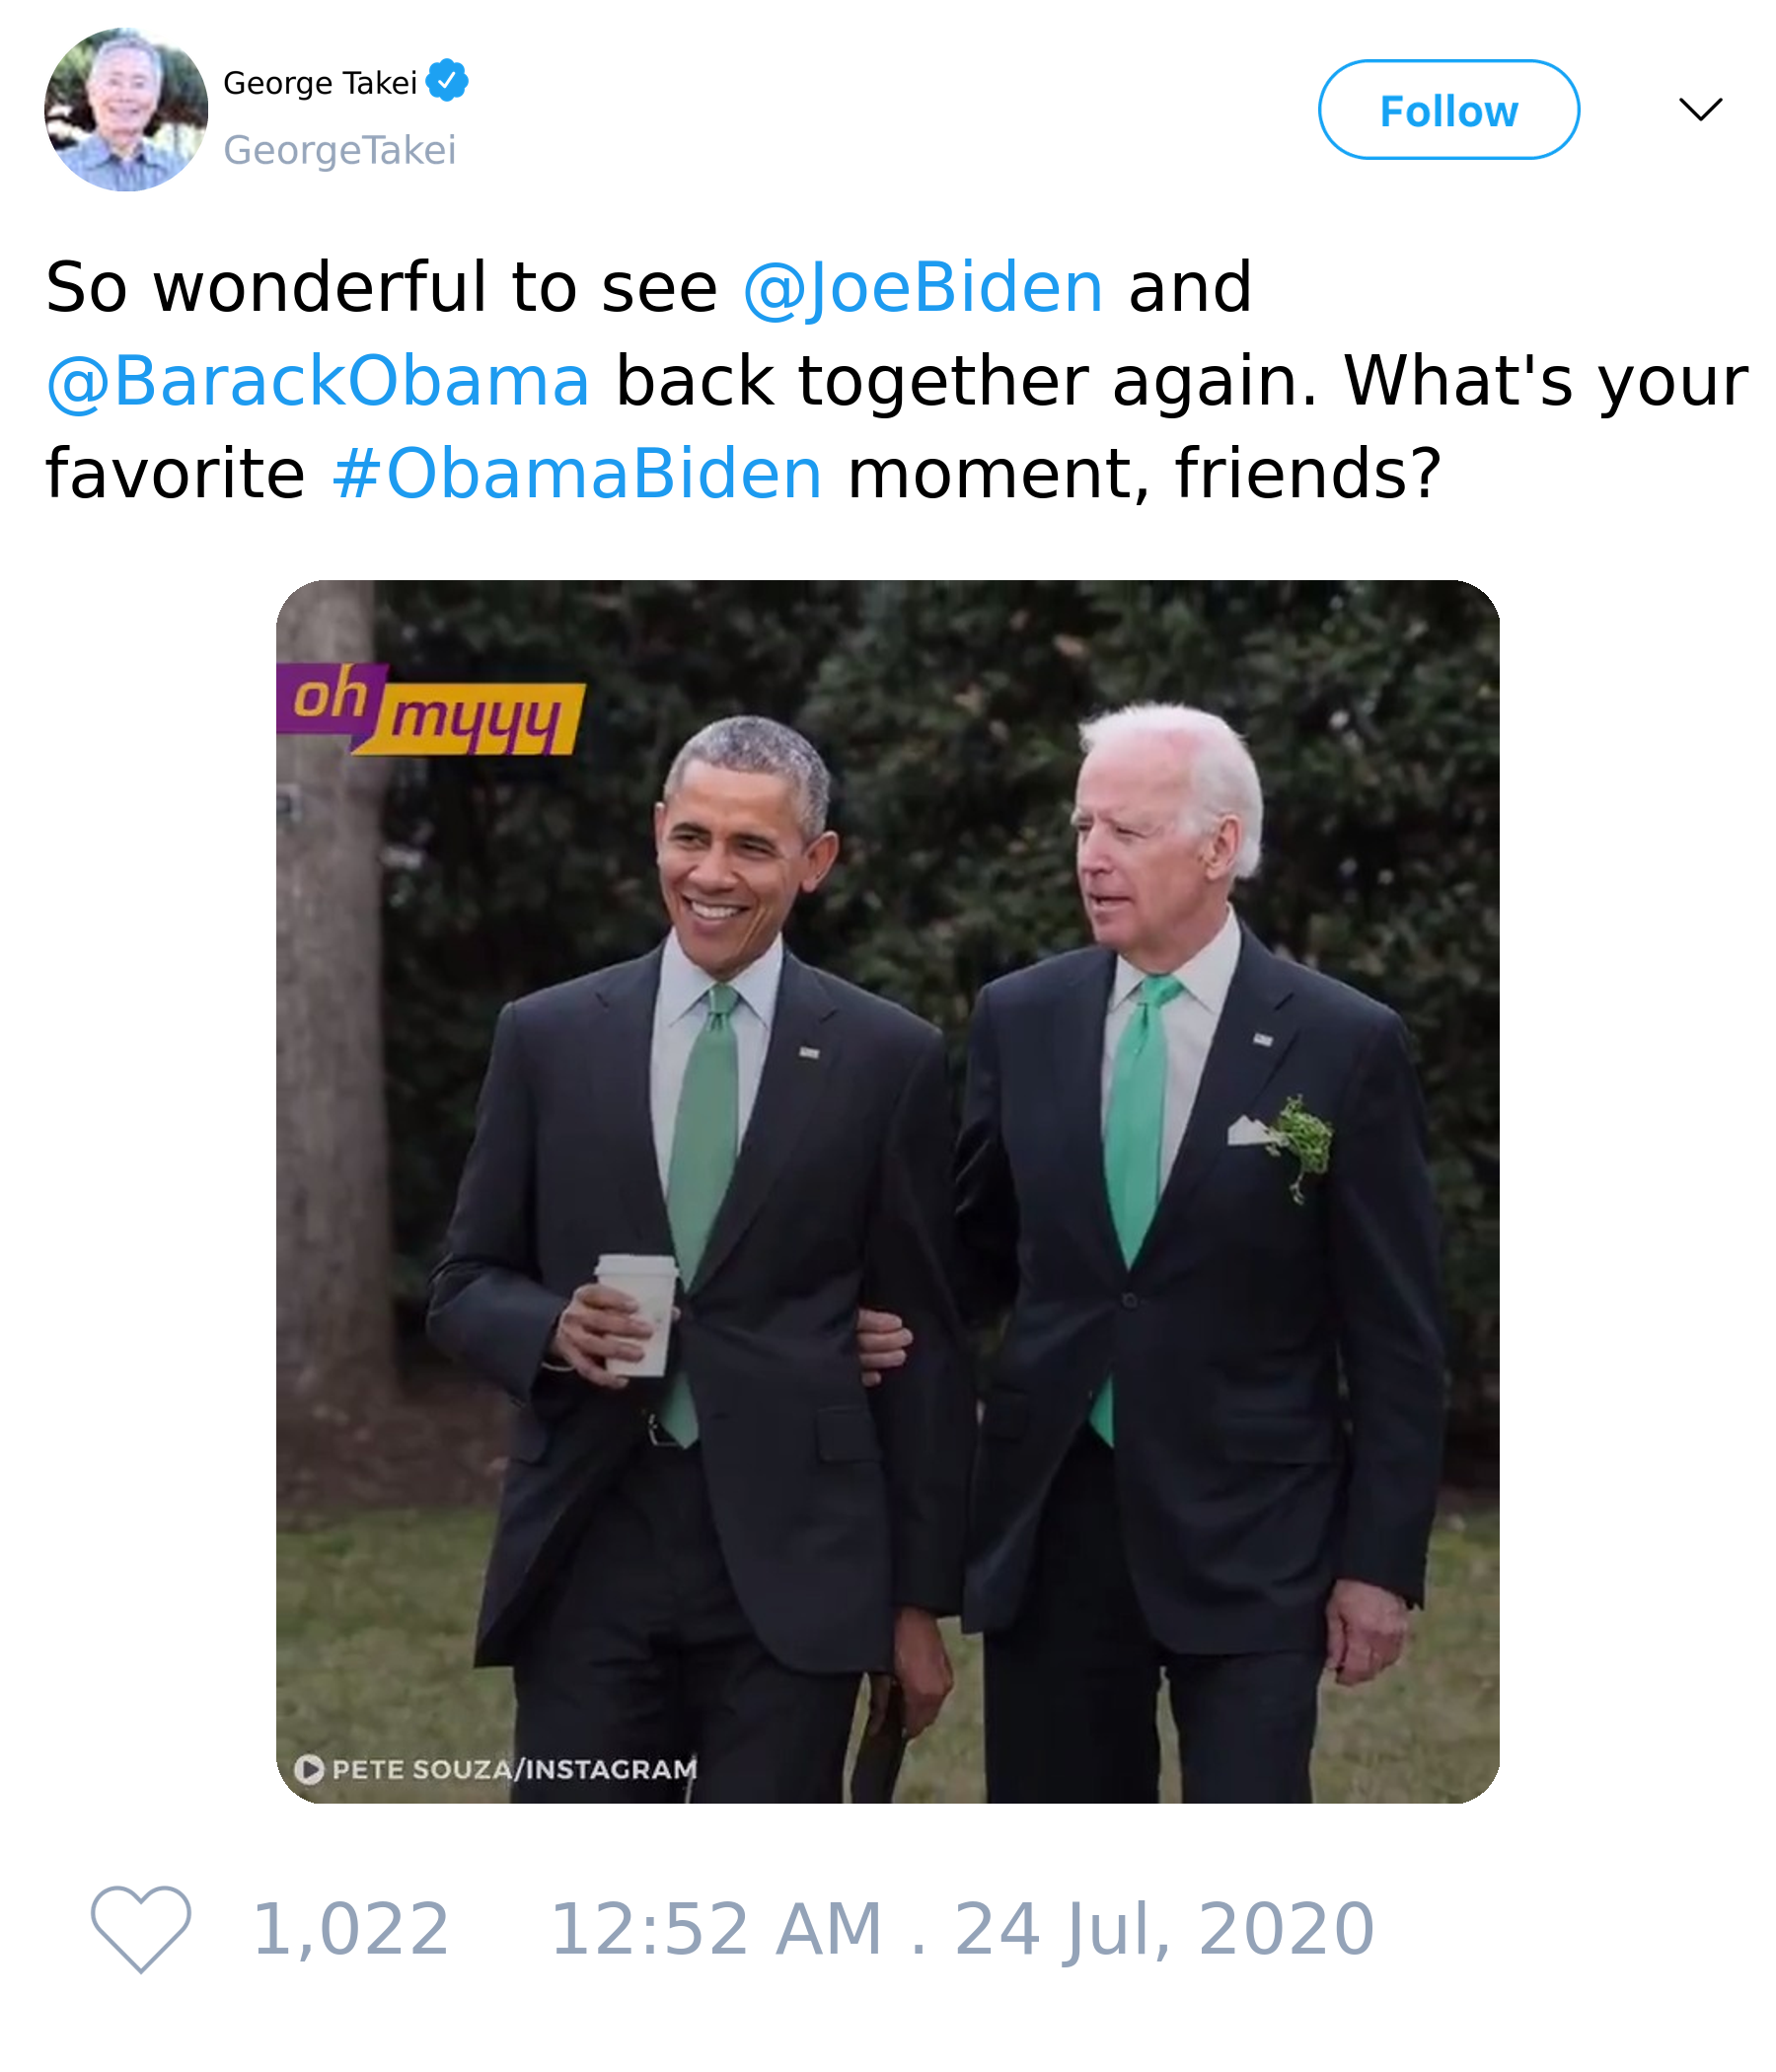 George Takei
GeorgeTakei
Follow
So wonderful to see @JoeBiden and
@BarackObama back together again. What's your
favorite #ObamaBiden moment, friends?
oh
myyy
PETE SOUZA/INSTAGRAM
1,022 12:52 AM . 24 Jul, 2020